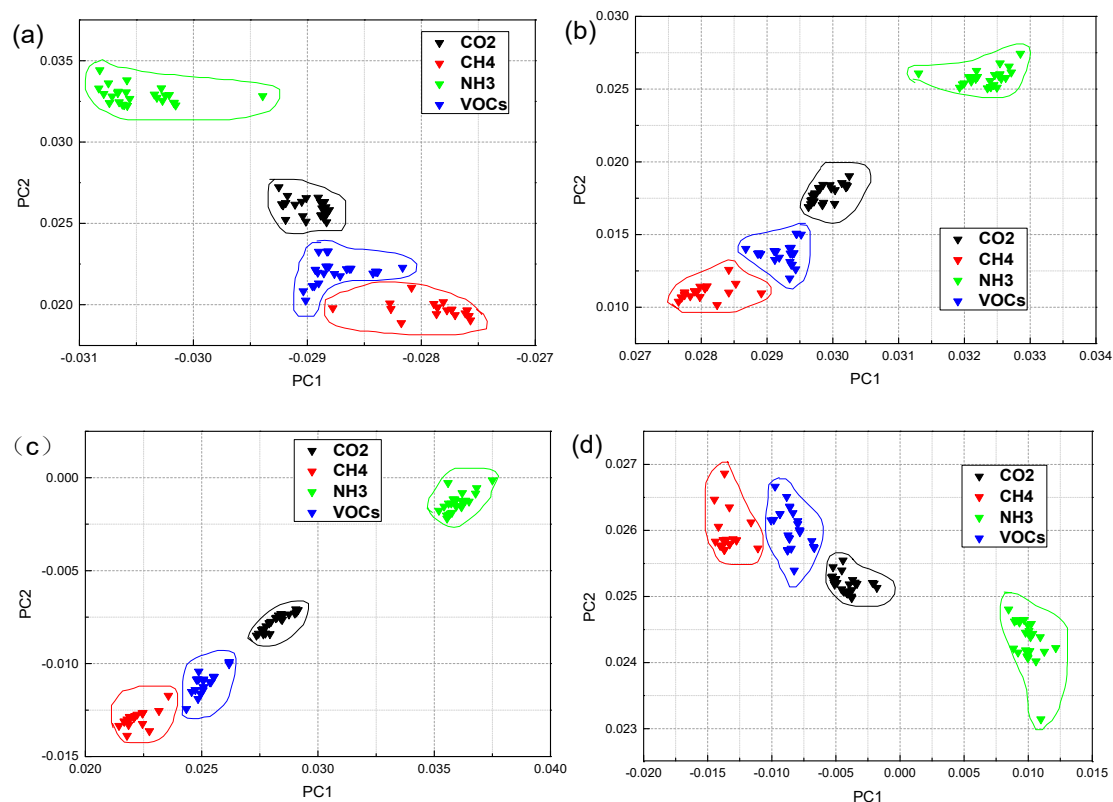 (a)
CO2
CH4
NH3
VOCs
0.035
0.030
0.025
0.020
PC2
-0.031
-0.030
-0.029
-0.028
-0.027
PC1
(b)
CO2
CH4
NH3
VOCs
0.030
0.025
0.020
0.015
0.010
PC2
0.027
0.028
0.029
0.030
0.031
0.032
0.033
0.034
PC1
（c）
CO2
CH4
NH3
VOCs
0.000
-0.005
-0.010
-0.015
PC2
0.020
0.025
0.030
0.035
0.040
PC1
(d)
CO2
CH4
NH3
VOCs
0.027
0.026
0.025
0.024
0.023
PC2
-0.020
-0.015
-0.010
-0.005
0.000
0.005
0.010
0.015
PC1